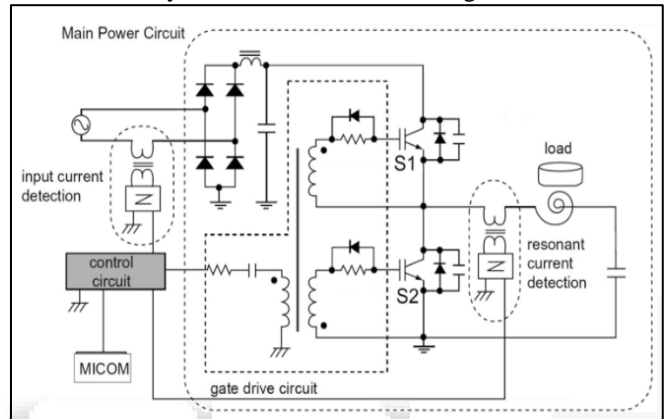 Main Power Circuit
S1
load
input current
detection
N
resonant
current
detection
N
control
circuit
S2
MICOM
gate drive circuit